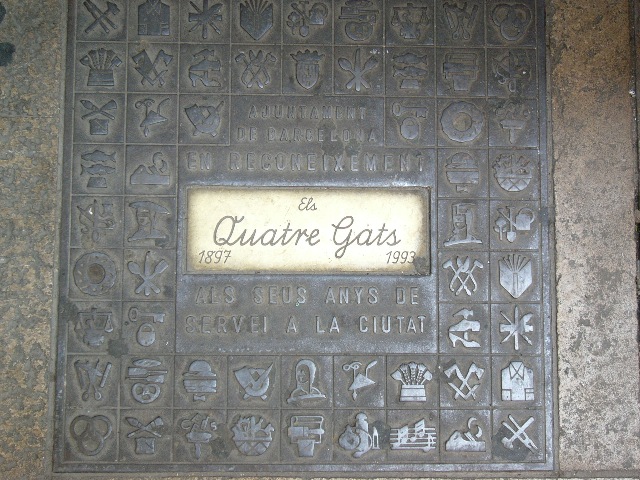 AJUNTAMENT
DE BARCELONA
EN RECONEIXEMENT
Els
Quatre Gats
1897 1993
ALS SEUS ANYS DE
SERVEI A LA CIUTAT